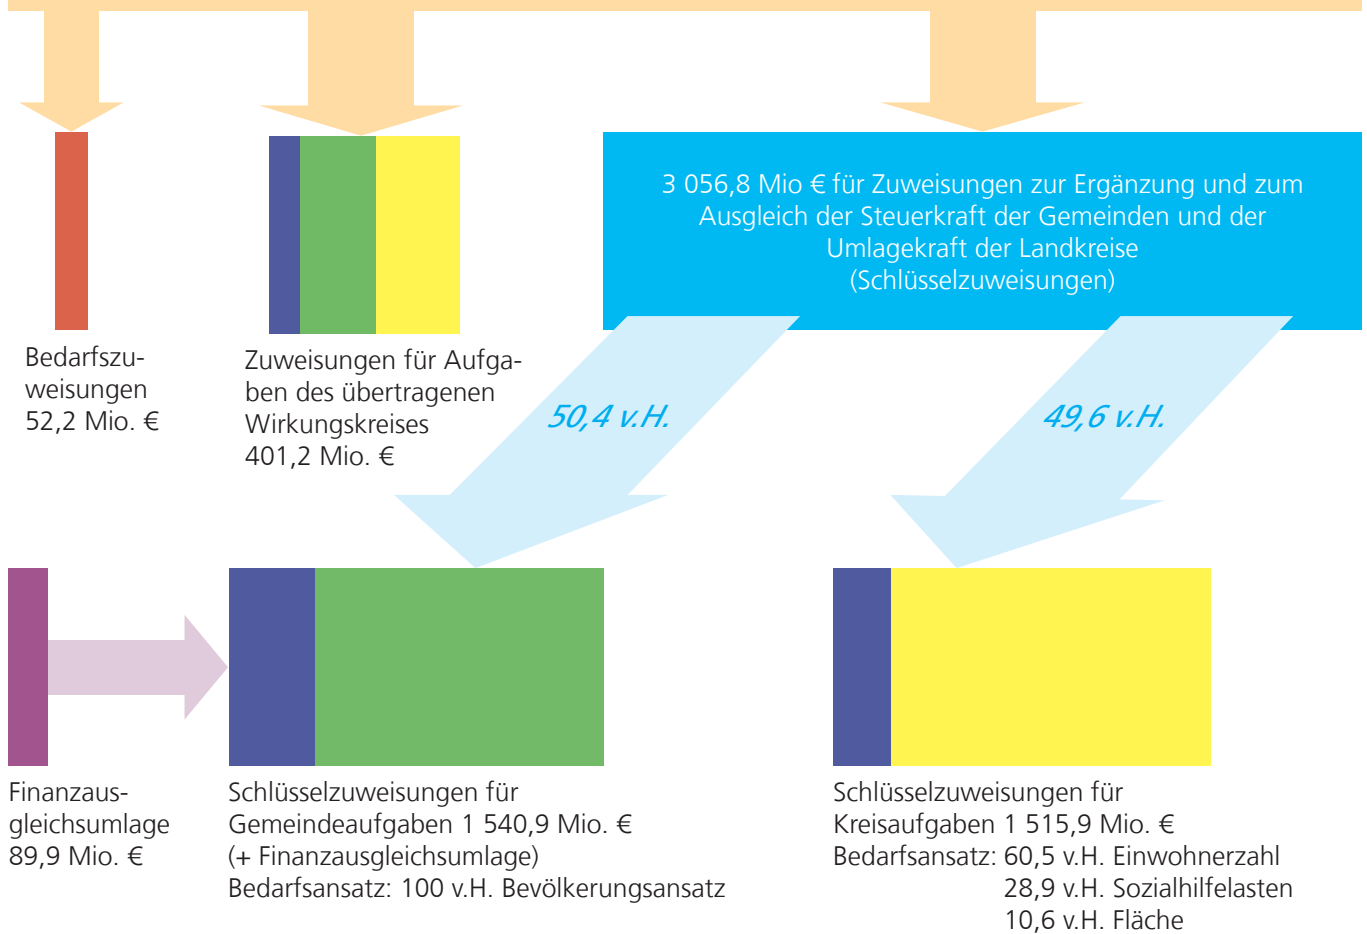 3 056,8 Mio € für Zuweisungen zur Ergänzung und zum
Ausgleich der Steuerkraft der Gemeinden und der
Umlagekraft der Landkreise
(Schlüsselzuweisungen)
Bedarfszu-
weisungen
52,2 Mio. €
Zuweisungen für Aufga-
ben des übertragenen
Wirkungskreises
401,2 Mio. €
50,4 v.H.
49,6 v.H.
Finanzaus-
gleichsumlage
89,9 Mio. €
Schlüsselzuweisungen für
Gemeindeaufgaben 1 540,9 Mio. €
(+ Finanzausgleichsumlage)
Bedarfsansatz: 100 v.H. Bevölkerungsansatz
Schlüsselzuweisungen für
Kreisaufgaben 1 515,9 Mio. €
Bedarfsansatz: 60,5 v.H. Einwohnerzahl
28,9 v.H. Sozialhilfelasten
10,6 v.H. Fläche